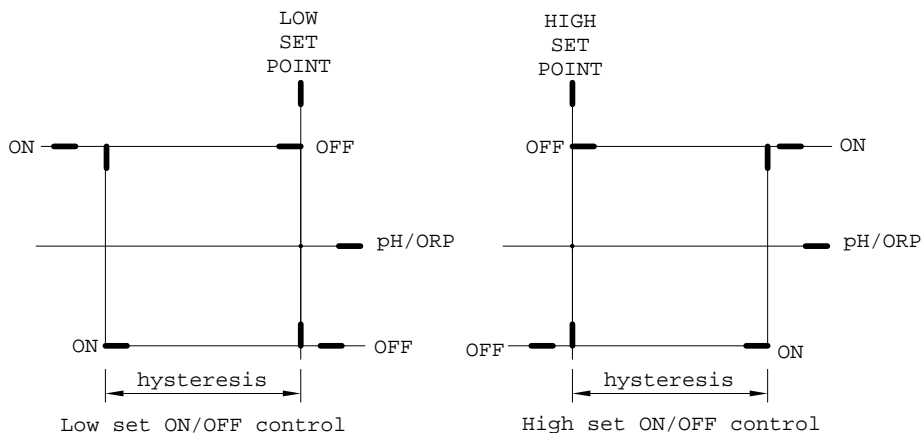 LOW
SET
POINT
HIGH
SET
POINT
ON
OFF
OFF
ON
pH/ORP
pH/ORP
ON
OFF
OFF
ON
hysteresis
hysteresis
Low set ON/OFF control
High set ON/OFF control